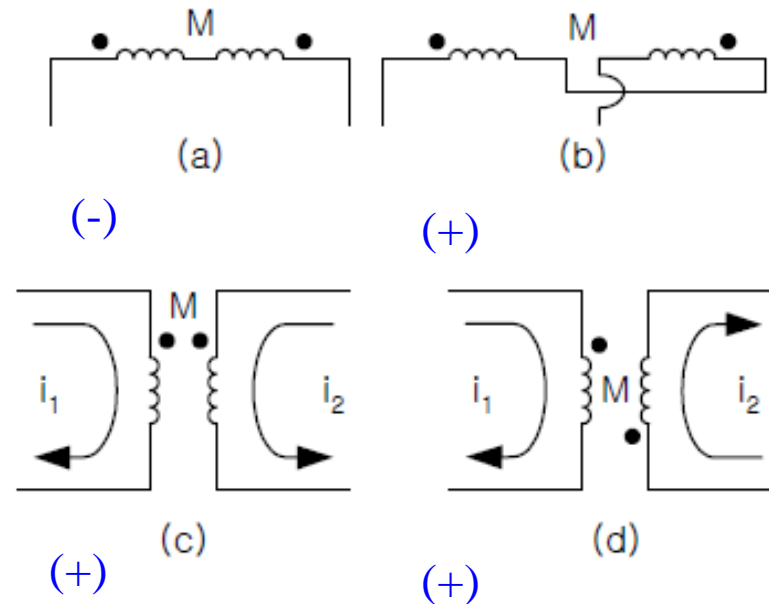 M M
(a) (b)
(-) (+)
M
i₁ i₂ i₁ M i₂
(c) (d)
(+) (+)